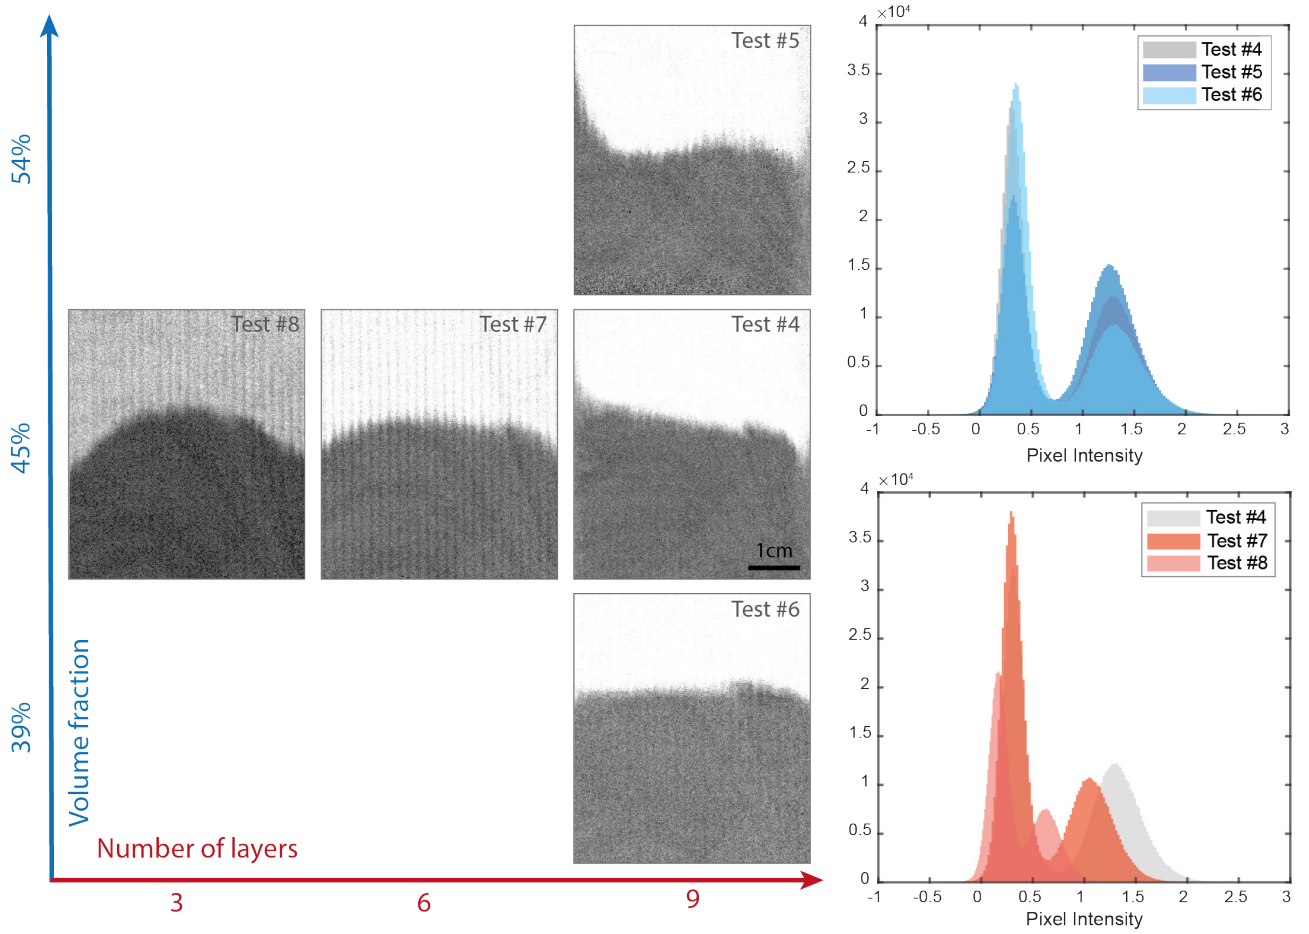 54%
45%
39%
Volume fraction
Number of layers
3
6
9
Test #5
Test #8
Test #7
Test #4
1cm
Test #6
×10⁴
4
3.5
3
2.5
2
1.5
1
0.5
0
-1
-0.5
0
0.5
1
1.5
2
2.5
3
Pixel Intensity
Test #4
Test #5
Test #6
×10⁴
4
3.5
3
2.5
2
1.5
1
0.5
0
-1
-0.5
0
0.5
1
1.5
2
2.5
3
Pixel Intensity
Test #4
Test #7
Test #8